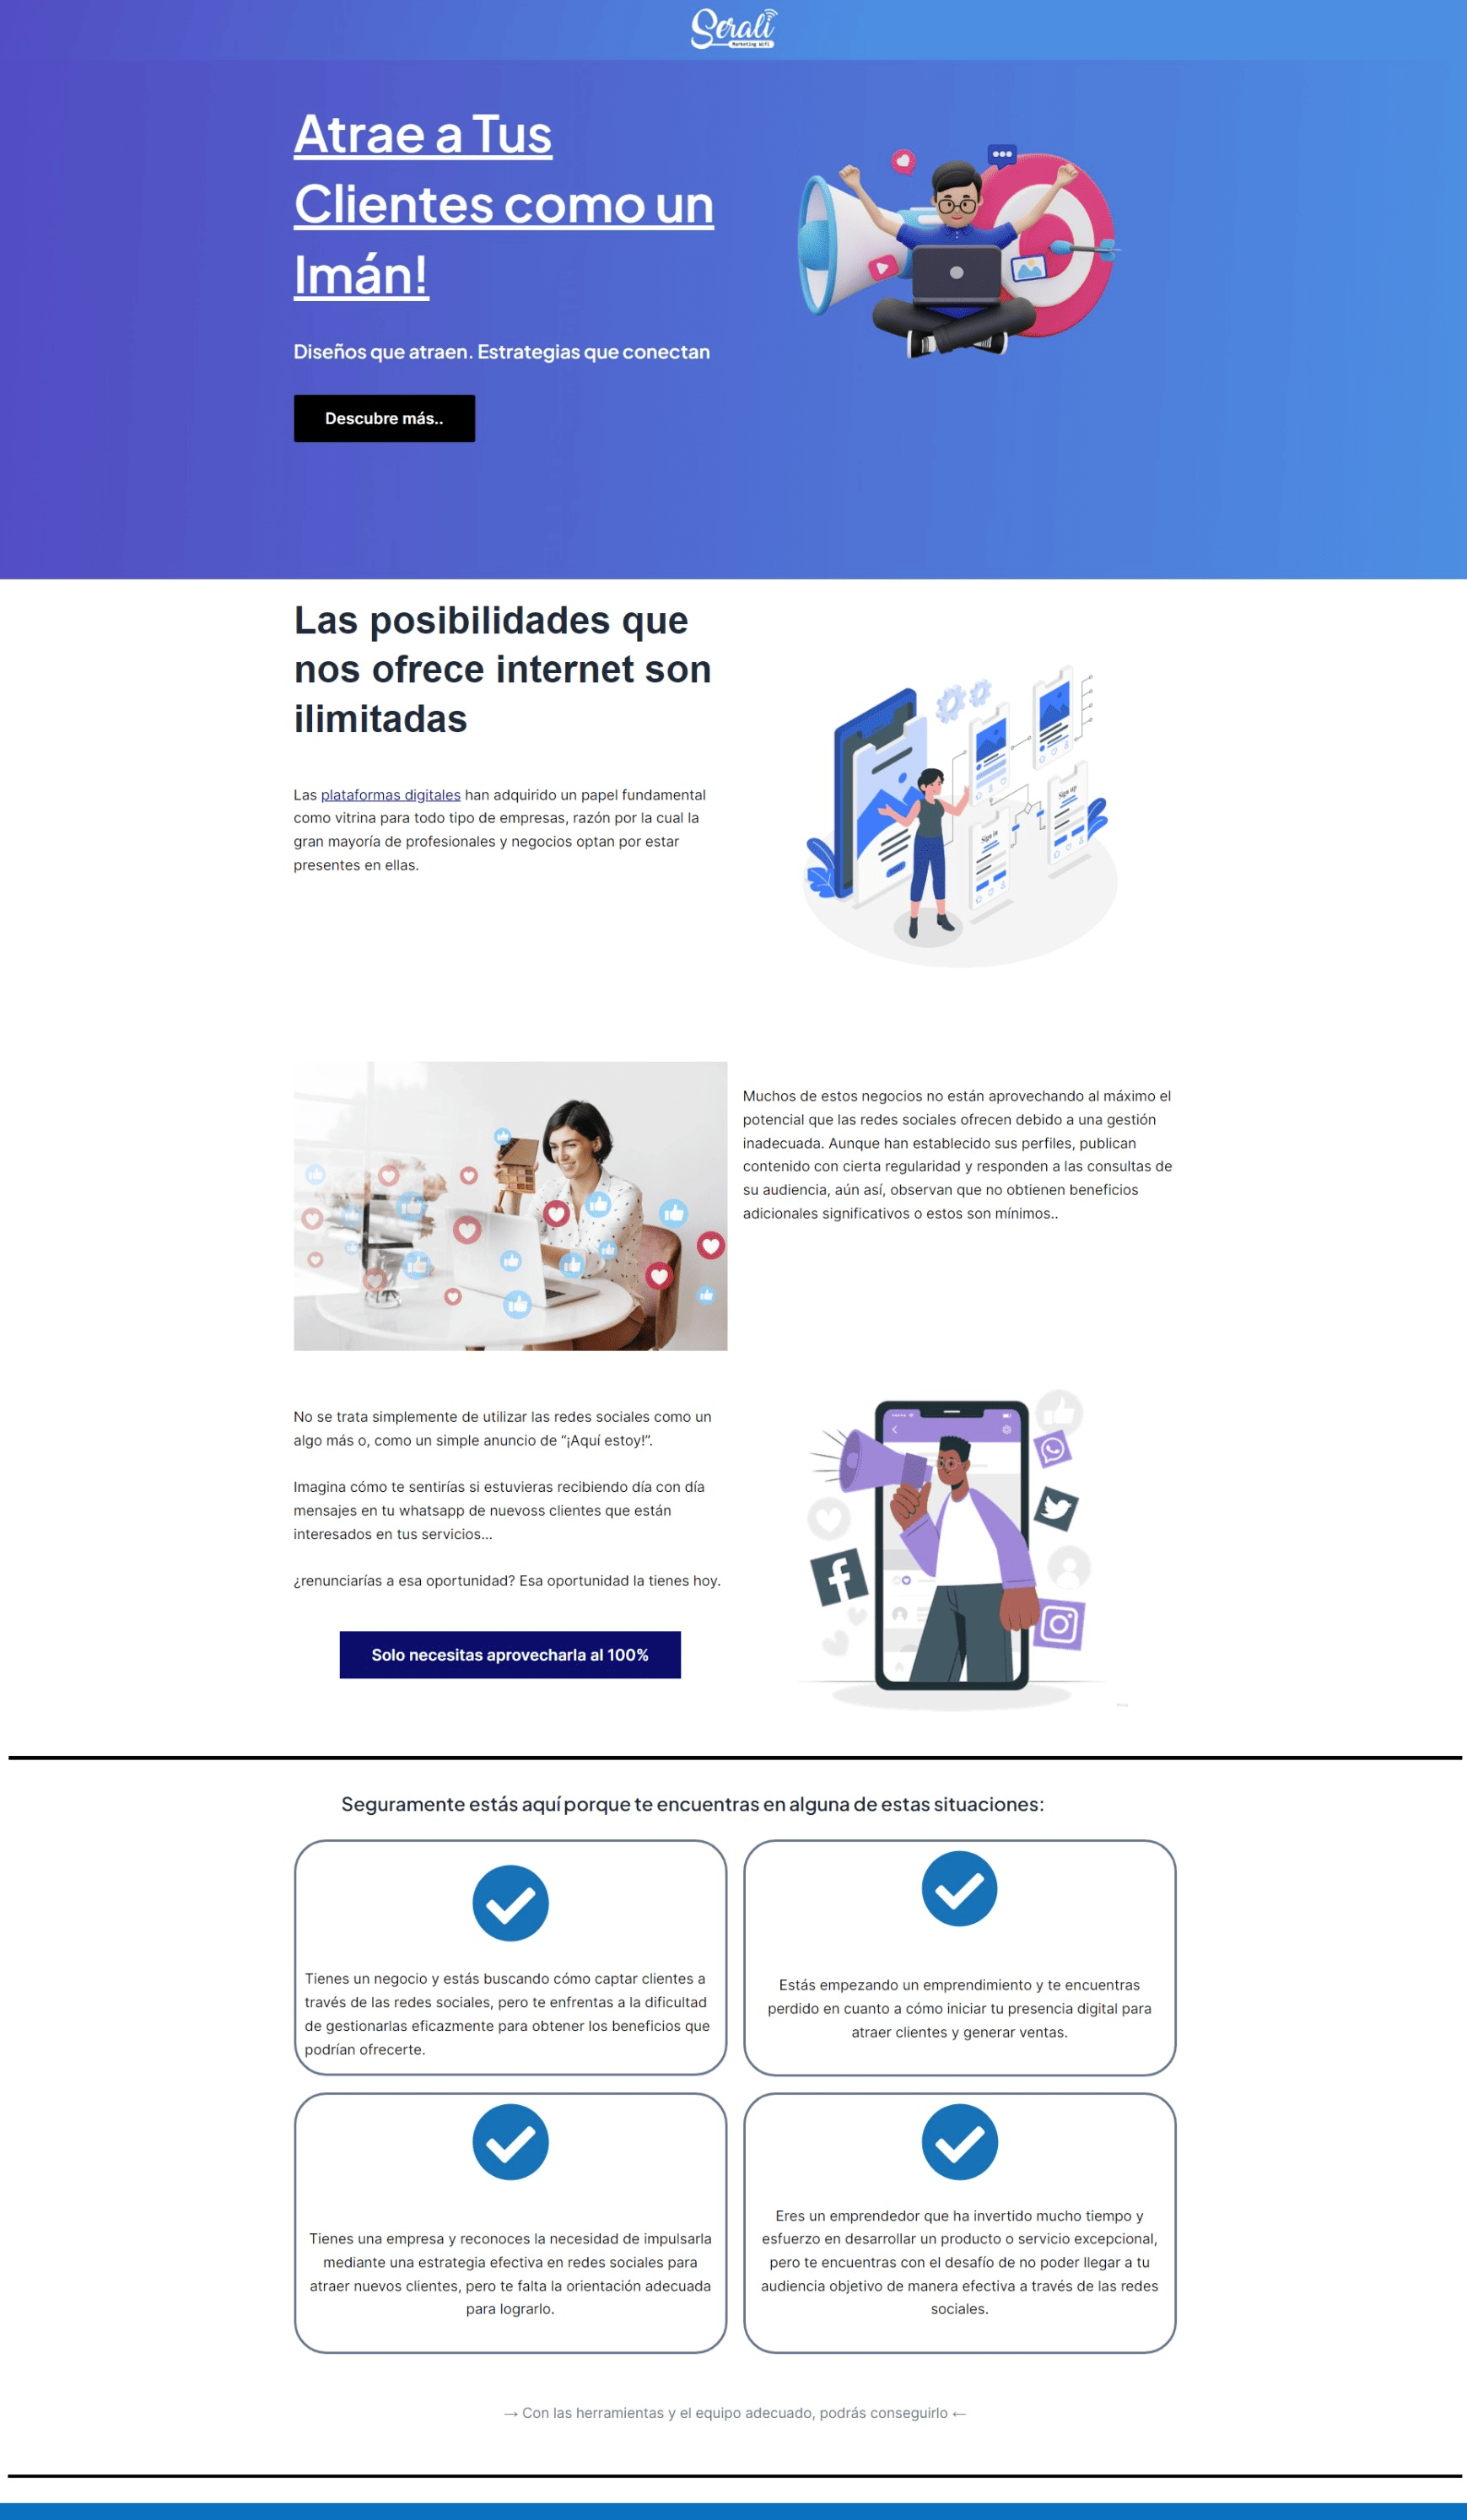 Serali
Marketing Wifi
Atrae a Tus
Clientes como un
Imán!
Diseños que atraen. Estrategias que conectan
Descubre más..
Las posibilidades que
nos ofrece internet son
ilimitadas
Las plataformas digitales han adquirido un papel fundamental
como vitrina para todo tipo de empresas, razón por la cual la
gran mayoría de profesionales y negocios optan por estar
presentes en ellas.
Sign in
Sign up
Muchos de estos negocios no están aprovechando al máximo el
potencial que las redes sociales ofrecen debido a una gestión
inadecuada. Aunque han establecido sus perfiles, publican
contenido con cierta regularidad y responden a las consultas de
su audiencia, aún así, observan que no obtienen beneficios
adicionales significativos o estos son mínimos..
No se trata simplemente de utilizar las redes sociales como un
algo más o, como un simple anuncio de “¡Aquí estoy!”.
Imagina cómo te sentirías si estuvieras recibiendo día con día
mensajes en tu whatsapp de nuevoss clientes que están
interesados en tus servicios...
¿renunciarías a esa oportunidad? Esa oportunidad la tienes hoy.
Solo necesitas aprovecharla al 100%
Seguramente estás aquí porque te encuentras en alguna de estas situaciones:
Tienes un negocio y estás buscando cómo captar clientes a
través de las redes sociales, pero te enfrentas a la dificultad
de gestionarlas eficazmente para obtener los beneficios que
podrían ofrecerte.
Estás empezando un emprendimiento y te encuentras
perdido en cuanto a cómo iniciar tu presencia digital para
atraer clientes y generar ventas.
Tienes una empresa y reconoces la necesidad de impulsarla
mediante una estrategia efectiva en redes sociales para
atraer nuevos clientes, pero te falta la orientación adecuada
para lograrlo.
Eres un emprendedor que ha invertido mucho tiempo y
esfuerzo en desarrollar un producto o servicio excepcional,
pero te encuentras con el desafío de no poder llegar a tu
audiencia objetivo de manera efectiva a través de las redes
sociales.
→ Con las herramientas y el equipo adecuado, podrás conseguirlo ←